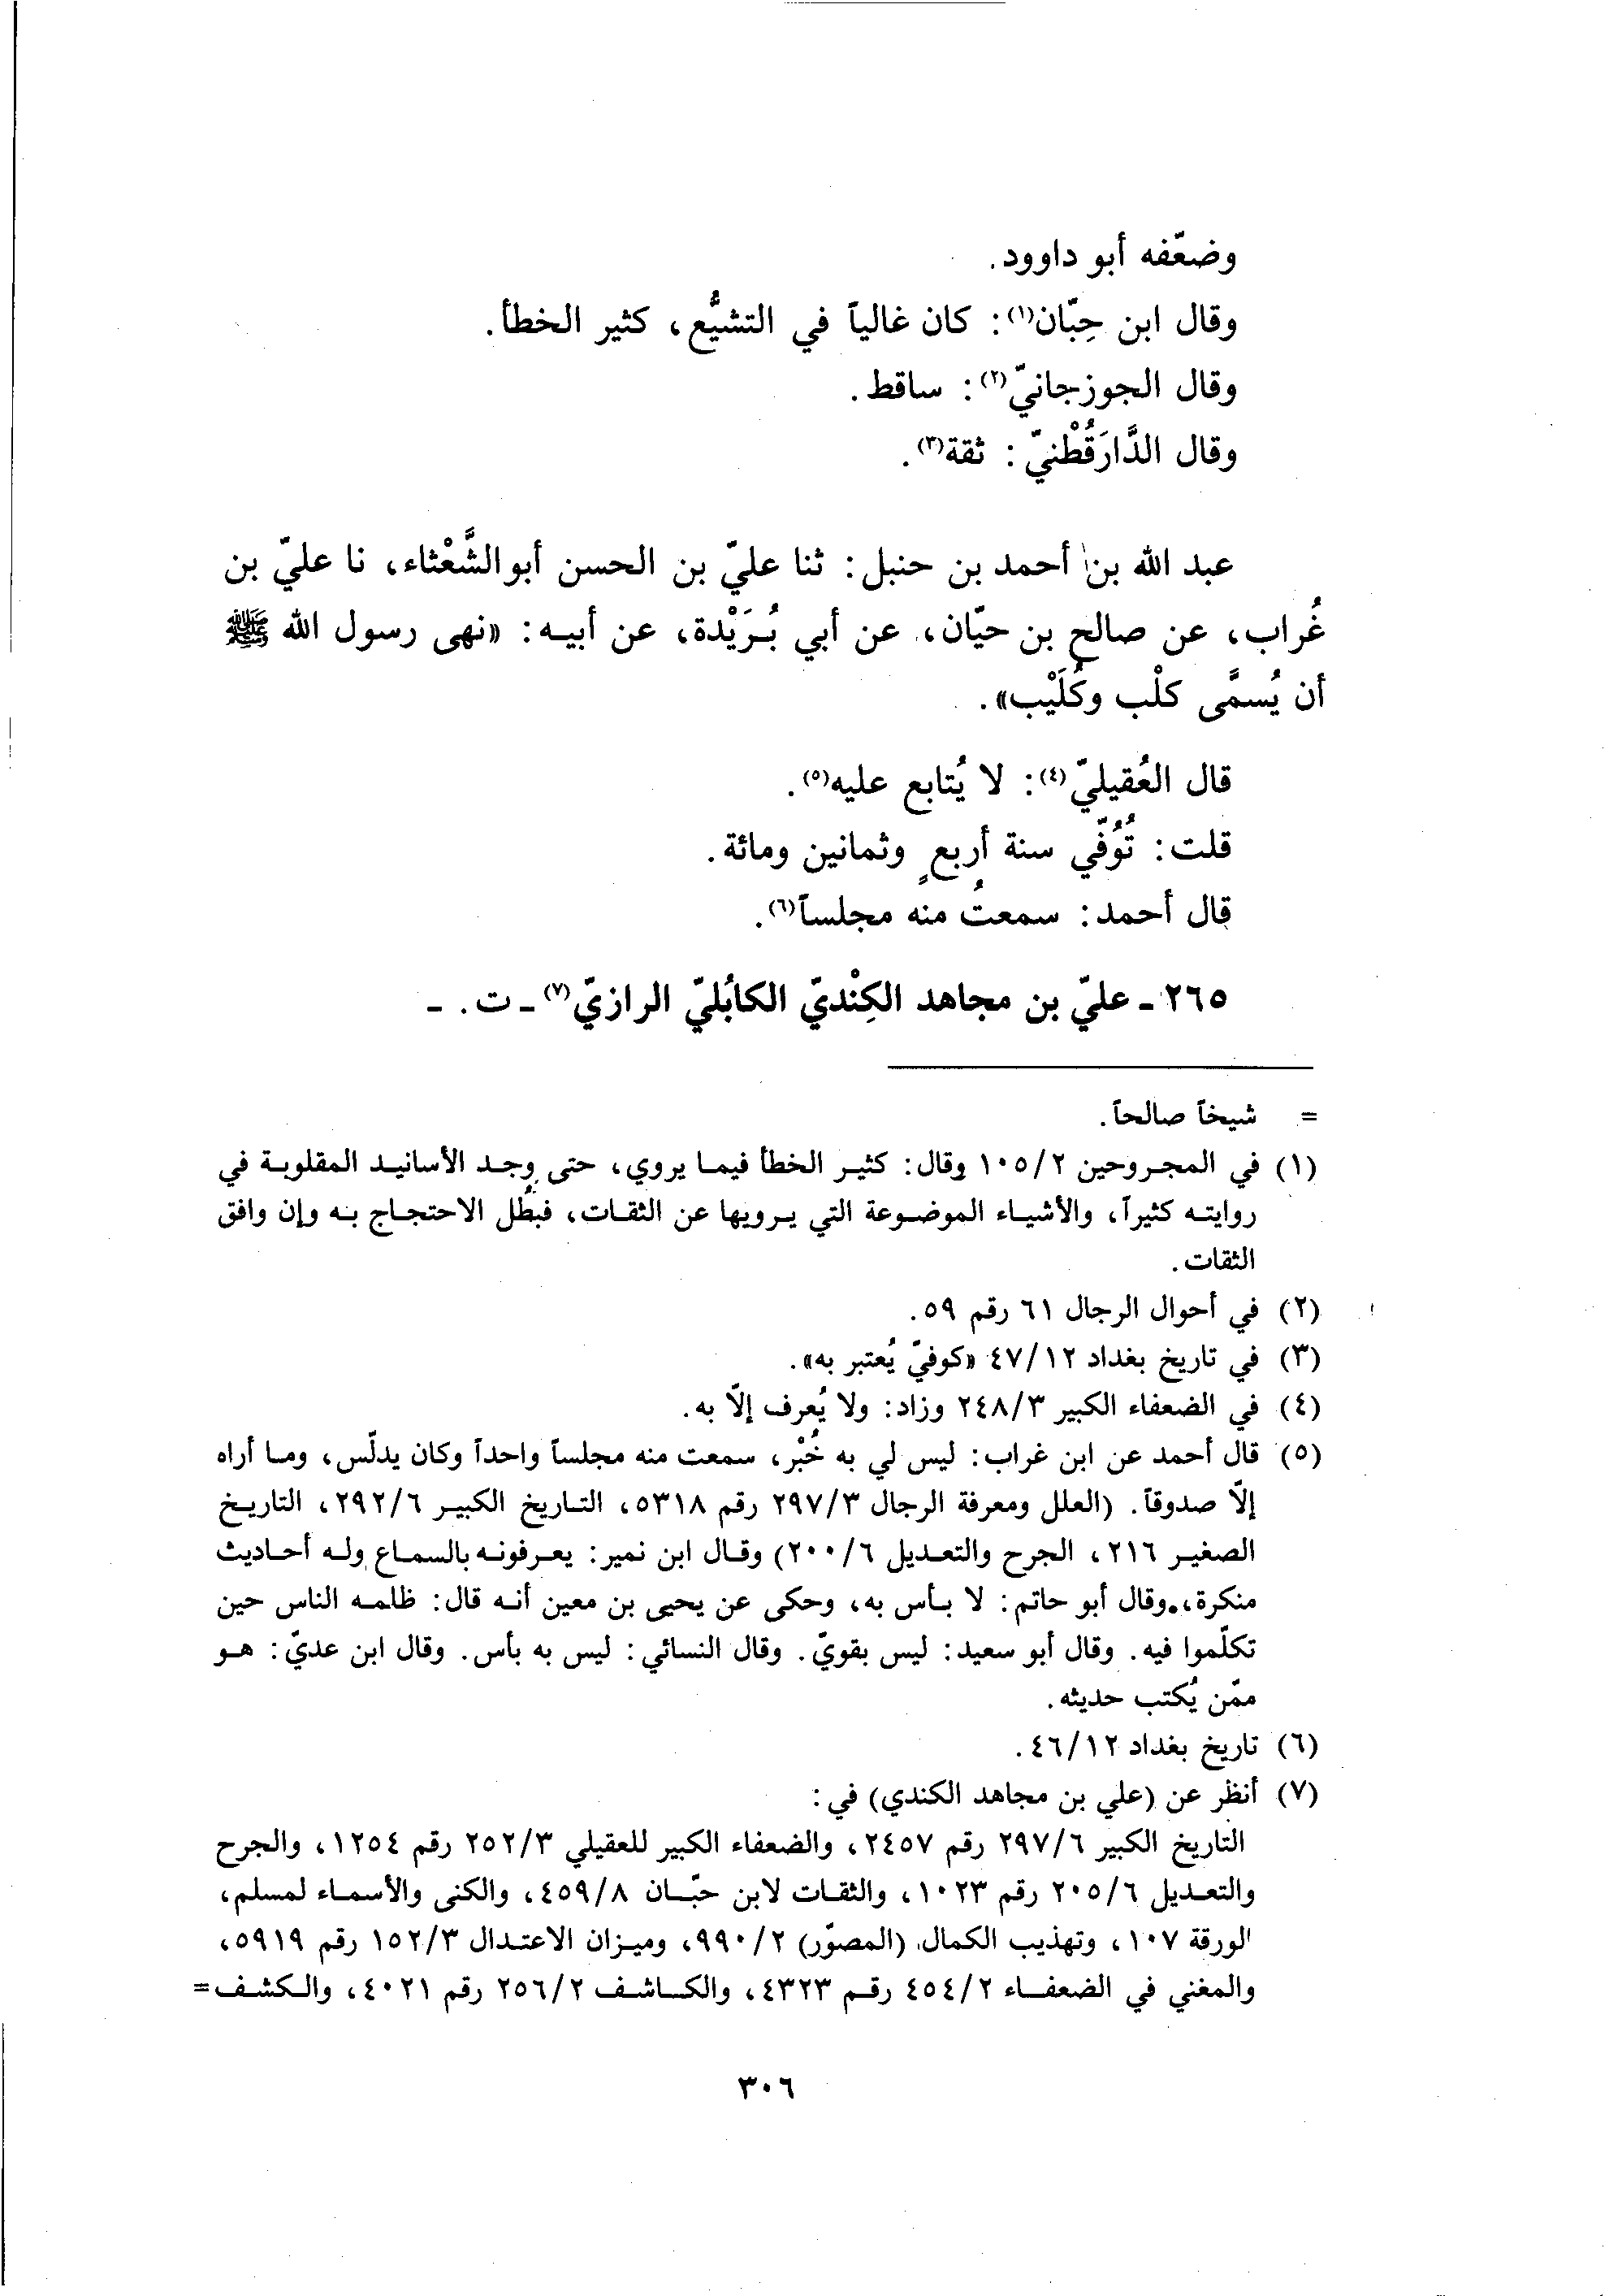 وضعّفه أبو داوود.
وقال ابن حِبّان(١): كان غالياً في التشيُّع، كثير الخطأ.
وقال الجوزجانيّ(٢): ساقط.
وقال الدَّارَقُطْنيّ: ثقة(٣).
عبد الله بن أحمد بن حنبل: ثنا عليّ بن الحسن أبو الشَّعْثاء، نا عليّ بن
غُراب، عن صالح بن حيّان، عن أبي بُرَيْدة، عن أبيه: «نهى رسول الله ﷺ
أن يُسمَّى كلْب وكُلَيْب».
قال العُقيليّ(٤): لا يُتابع عليه(٥).
قلت: تُوُفّي سنة أربعٍ وثمانين ومائة.
قال أحمد: سمعتُ منه مجلساً(٦).
٢٦٥ - عليّ بن مجاهد الكِنْديّ الكابُليّ الرازيّ(٧) - ت. -
= شيخاً صالحاً.
(١) في المجروحين ١٠٥/٢ وقال: كثير الخطأ فيما يروي، حتى وجد الأسانيد المقلوبة في
روايته كثيراً، والأشياء الموضوعة التي يرويها عن الثقات، فبطُل الاحتجاج به وإن وافق
الثقات.
(٢) في أحوال الرجال ٦١ رقم ٥٩.
(٣) في تاريخ بغداد ٤٧/١٢ «كوفيّ يُعتبر به».
(٤) في الضعفاء الكبير ٢٤٨/٣ وزاد: ولا يُعرف إلّا به.
(٥) قال أحمد عن ابن غراب: ليس لي به خُبْر، سمعت منه مجلساً واحداً وكان يدلّس، وما أراه
إلّا صدوقاً. (العلل ومعرفة الرجال ٢٩٧/٣ رقم ٥٣١٨، التاريخ الكبير ٢٩٢/٦، التاريخ
الصغير ٢١٦، الجرح والتعديل ٢٠٠/٦) وقال ابن نمير: يعرفونه بالسماع وله أحاديث
منكرة، وقال أبو حاتم: لا بأس به، وحكى عن يحيى بن معين أنه قال: ظلمه الناس حين
تكلّموا فيه. وقال أبو سعيد: ليس بقويّ. وقال النسائي: ليس به بأس. وقال ابن عديّ: هو
ممّن يُكتب حديثه.
(٦) تاريخ بغداد ٤٦/١٢.
(٧) أنظر عن (علي بن مجاهد الكندي) في:
التاريخ الكبير ٢٩٧/٦ رقم ٢٤٥٧، والضعفاء الكبير للعقيلي ٢٥٢/٣ رقم ١٢٥٤، والجرح
والتعديل ٢٠٥/٦ رقم ١٠٢٣، والثقات لابن حبّان ٤٥٩/٨، والكنى والأسماء لمسلم،
الورقة ١٠٧، وتهذيب الكمال (المصوّر) ٩٩٠/٢، وميزان الاعتدال ١٥٢/٣ رقم ٥٩١٩،
والمغني في الضعفاء ٤٥٤/٢ رقم ٤٣٢٣، والكاشف ٢٥٦/٢ رقم ٤٠٢١، والكشف =
٣٠٦